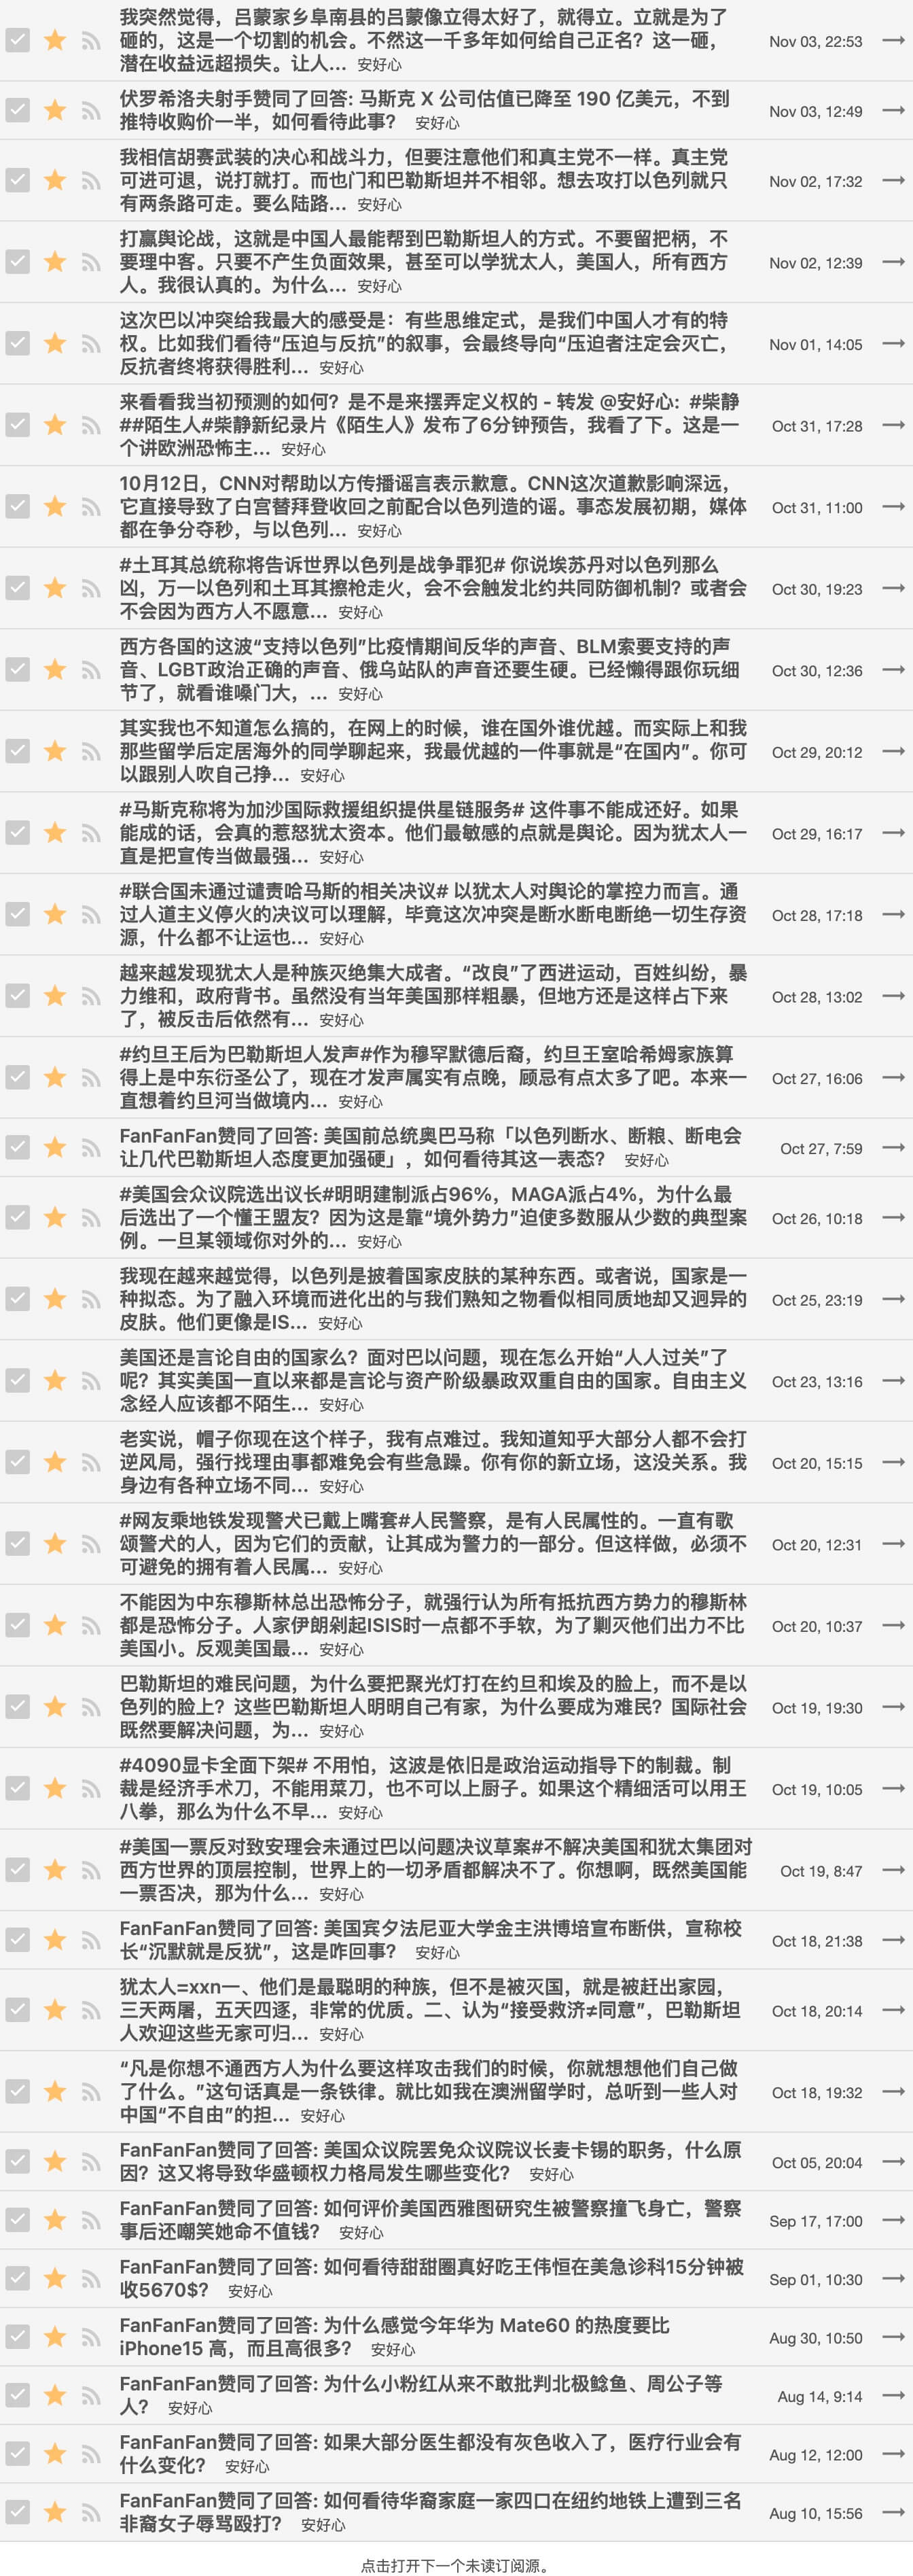 我突然觉得，吕蒙家乡阜南县的吕蒙像立得太好了，就得立。立就是为了
砸的，这是一个切割的机会。不然这一千多年如何给自己正名？这一砸，
潜在收益远超损失。让人... 安好心
Nov 03, 22:53
伏罗希洛夫射手赞同了回答: 马斯克 X 公司估值已降至 190 亿美元，不到
推特收购价一半，如何看待此事？ 安好心
Nov 03, 12:49
我相信胡赛武装的决心和战斗力，但要注意他们和真主党不一样。真主党
可进可退，说打就打。而也门和巴勒斯坦并不相邻。想去攻打以色列就只
有两条路可走。要么陆路... 安好心
Nov 02, 17:32
打赢舆论战，这就是中国人最能帮到巴勒斯坦人的方式。不要留把柄，不
要理中客。只要不产生负面效果，甚至可以学犹太人，美国人，所有西方
人。我很认真的。为什么... 安好心
Nov 02, 12:39
这次巴以冲突给我最大的感受是：有些思维定式，是我们中国人才有的特
权。比如我们看待“压迫与反抗”的叙事，会最终导向“压迫者注定会灭亡，
反抗者终将获得胜利... 安好心
Nov 01, 14:05
来看看我当初预测的如何？是不是来摆弄定义权的 - 转发 @安好心: #柴静
##陌生人#柴静新纪录片《陌生人》发布了6分钟预告，我看了下。这是一
个讲欧洲恐怖主... 安好心
Oct 31, 17:28
10月12日，CNN对帮助以方传播谣言表示歉意。CNN这次道歉影响深远，
它直接导致了白宫替拜登收回之前配合以色列造的谣。事态发展初期，媒体
都在争分夺秒，与以色列... 安好心
Oct 31, 11:00
#土耳其总统称将告诉世界以色列是战争罪犯# 你说埃苏丹对以色列那么
凶，万一以色列和土耳其擦枪走火，会不会触发北约共同防御机制？或者会
不会因为西方人不愿意... 安好心
Oct 30, 19:23
西方各国的这波“支持以色列”比疫情期间反华的声音、BLM索要支持的声
音、LGBT政治正确的声音、俄乌站队的声音还要生硬。已经懒得跟你玩细
节了，就看谁嗓门大，... 安好心
Oct 30, 12:36
其实我也不知道怎么搞的，在网上的时候，谁在国外谁优越。而实际上和我
那些留学后定居海外的同学聊起来，我最优越的一件事就是“在国内”。你可
以跟别人吹自己挣... 安好心
Oct 29, 20:12
#马斯克称将为加沙国际救援组织提供星链服务# 这件事不能成还好。如果
能成的话，会真的惹怒犹太资本。他们最敏感的点就是舆论。因为犹太人一
直是把宣传当做最强... 安好心
Oct 29, 16:17
#联合国未通过谴责哈马斯的相关决议# 以犹太人对舆论的掌控力而言。通
过人道主义停火的决议可以理解，毕竟这次冲突是断水断电断绝一切生存资
源，什么都不让运也... 安好心
Oct 28, 17:18
越来越发现犹太人是种族灭绝集大成者。“改良”了西进运动，百姓纠纷，暴
力维和，政府背书。虽然没有当年美国那样粗暴，但地方还是这样占下来
了，被反击后依然有... 安好心
Oct 28, 13:02
#约旦王后为巴勒斯坦人发声#作为穆罕默德后裔，约旦王室哈希姆家族算
得上是中东衍圣公了，现在才发声属实有点晚，顾忌有点太多了吧。本来一
直想着约旦河当做境内... 安好心
Oct 27, 16:06
FanFanFan赞同了回答: 美国前总统奥巴马称「以色列断水、断粮、断电会
让几代巴勒斯坦人态度更加强硬」，如何看待其这一表态？ 安好心
Oct 27, 7:59
#美国会众议院选出议长#明明建制派占96%，MAGA派占4%，为什么最
后选出了一个懂王盟友？因为这是靠“境外势力”迫使多数服从少数的典型案
例。一旦某领域你对外的... 安好心
Oct 26, 10:18
我现在越来越觉得，以色列是披着国家皮肤的某种东西。或者说，国家是一
种拟态。为了融入环境而进化出的与我们熟知之物看似相同质地却又迥异的
皮肤。他们更像是IS... 安好心
Oct 25, 23:19
美国还是言论自由的国家么？面对巴以问题，现在怎么开始“人人过关”了
呢？其实美国一直以来都是言论与资产阶级暴政双重自由的国家。自由主义
念经人应该都不陌生... 安好心
Oct 23, 13:16
老实说，帽子你现在这个样子，我有点难过。我知道知乎大部分人都不会打
逆风局，强行找理由事都难免会有些急躁。你有你的新立场，这没关系。我
身边有各种立场不同... 安好心
Oct 20, 15:15
#网友乘地铁发现警犬已戴上嘴套#人民警察，是有人民属性的。一直有歌
颂警犬的人，因为它们的贡献，让其成为警力的一部分。但这样做，必须不
可避免的拥有着人民属... 安好心
Oct 20, 12:31
不能因为中东穆斯林总出恐怖分子，就强行认为所有抵抗西方势力的穆斯林
都是恐怖分子。人家伊朗剁起ISIS时一点都不手软，为了剿灭他们出力不比
美国小。反观美国最... 安好心
Oct 20, 10:37
巴勒斯坦的难民问题，为什么要把聚光灯打在约旦和埃及的脸上，而不是以
色列的脸上？这些巴勒斯坦人明明自己有家，为什么要成为难民？国际社会
既然要解决问题，为... 安好心
Oct 19, 19:30
#4090显卡全面下架# 不用怕，这波是依旧是政治运动指导下的制裁。制
裁是经济手术刀，不能用菜刀，也不可以上厨子。如果这个精细活可以用王
八拳，那么为什么不早... 安好心
Oct 19, 10:05
#美国一票反对致安理会未通过巴以问题决议草案#不解决美国和犹太集团对
西方世界的顶层控制，世界上的一切矛盾都解决不了。你想啊，既然美国能
一票否决，那为什么... 安好心
Oct 19, 8:47
FanFanFan赞同了回答: 美国宾夕法尼亚大学金主洪博培宣布断供，宣称校
长“沉默就是反犹”，这是咋回事？ 安好心
Oct 18, 21:38
犹太人=xxn一、他们是最聪明的种族，但不是被灭国，就是被赶出家园，
三天两屠，五天四逐，非常的优质。二、认为“接受救济≠同意”，巴勒斯坦
人欢迎这些无家可归... 安好心
Oct 18, 20:14
“凡是你想不通西方人为什么要这样攻击我们的时候，你就想想他们自己做
了什么。”这句话真是一条铁律。就比如我在澳洲留学时，总听到一些人对
中国“不自由”的担... 安好心
Oct 18, 19:32
FanFanFan赞同了回答: 美国众议院罢免众议院议长麦卡锡的职务，什么原
因？这又将导致华盛顿权力格局发生哪些变化？ 安好心
Oct 05, 20:04
FanFanFan赞同了回答: 如何评价美国西雅图研究生被警察撞飞身亡，警察
事后还嘲笑她命不值钱？ 安好心
Sep 17, 17:00
FanFanFan赞同了回答: 如何看待甜甜圈真好吃王伟恒在美急诊科15分钟被
收5670$？ 安好心
Sep 01, 10:30
FanFanFan赞同了回答: 为什么感觉今年华为 Mate60 的热度要比
iPhone15 高，而且高很多？ 安好心
Aug 30, 10:50
FanFanFan赞同了回答: 为什么小粉红从来不敢批判北极鲶鱼、周公子等
人？ 安好心
Aug 14, 9:14
FanFanFan赞同了回答: 如果大部分医生都没有灰色收入了，医疗行业会有
什么变化？ 安好心
Aug 12, 12:00
FanFanFan赞同了回答: 如何看待华裔家庭一家四口在纽约地铁上遭到三名
非裔女子辱骂殴打？ 安好心
Aug 10, 15:56
点击打开下一个未读订阅源。